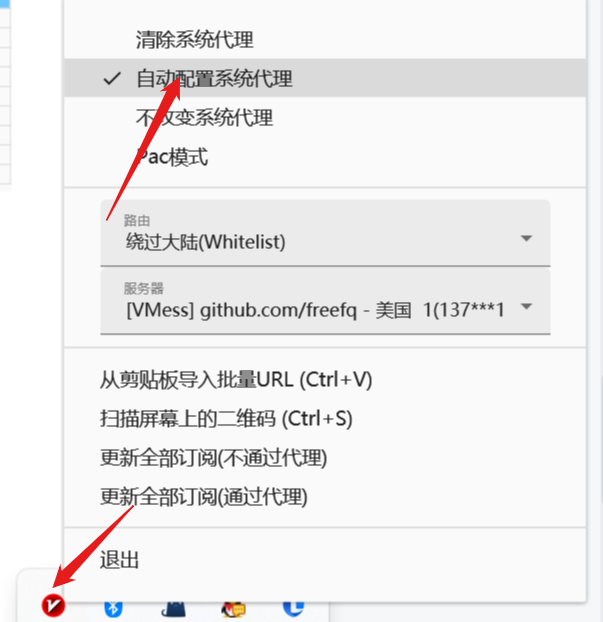 清除系统代理
自动配置系统代理
不改变系统代理
Pac模式
路由
绕过大陆(Whitelist)
服务器
[VMess] github.com/freefq - 美国 1(137***1
从剪贴板导入批量URL (Ctrl+V)
扫描屏幕上的二维码 (Ctrl+S)
更新全部订阅(不通过代理)
更新全部订阅(通过代理)
退出